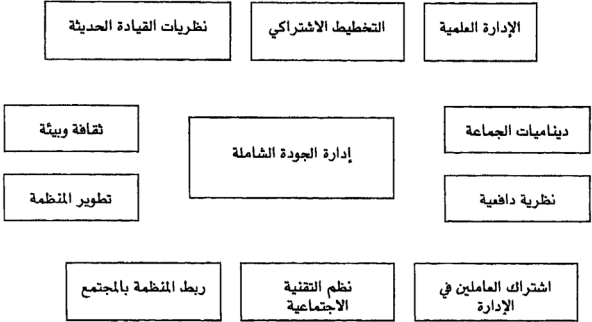 الإدارة العلمية
التخطيط الاشتراكي
نظريات القيادة الحديثة
ديناميات الجماعة
إدارة الجودة الشاملة
ثقافة وبيئة
نظرية دافعية
تطوير المنظمة
اشتراك العاملين في
الإدارة
نظم التقنية
الاجتماعية
ربط المنظمة بالمجتمع